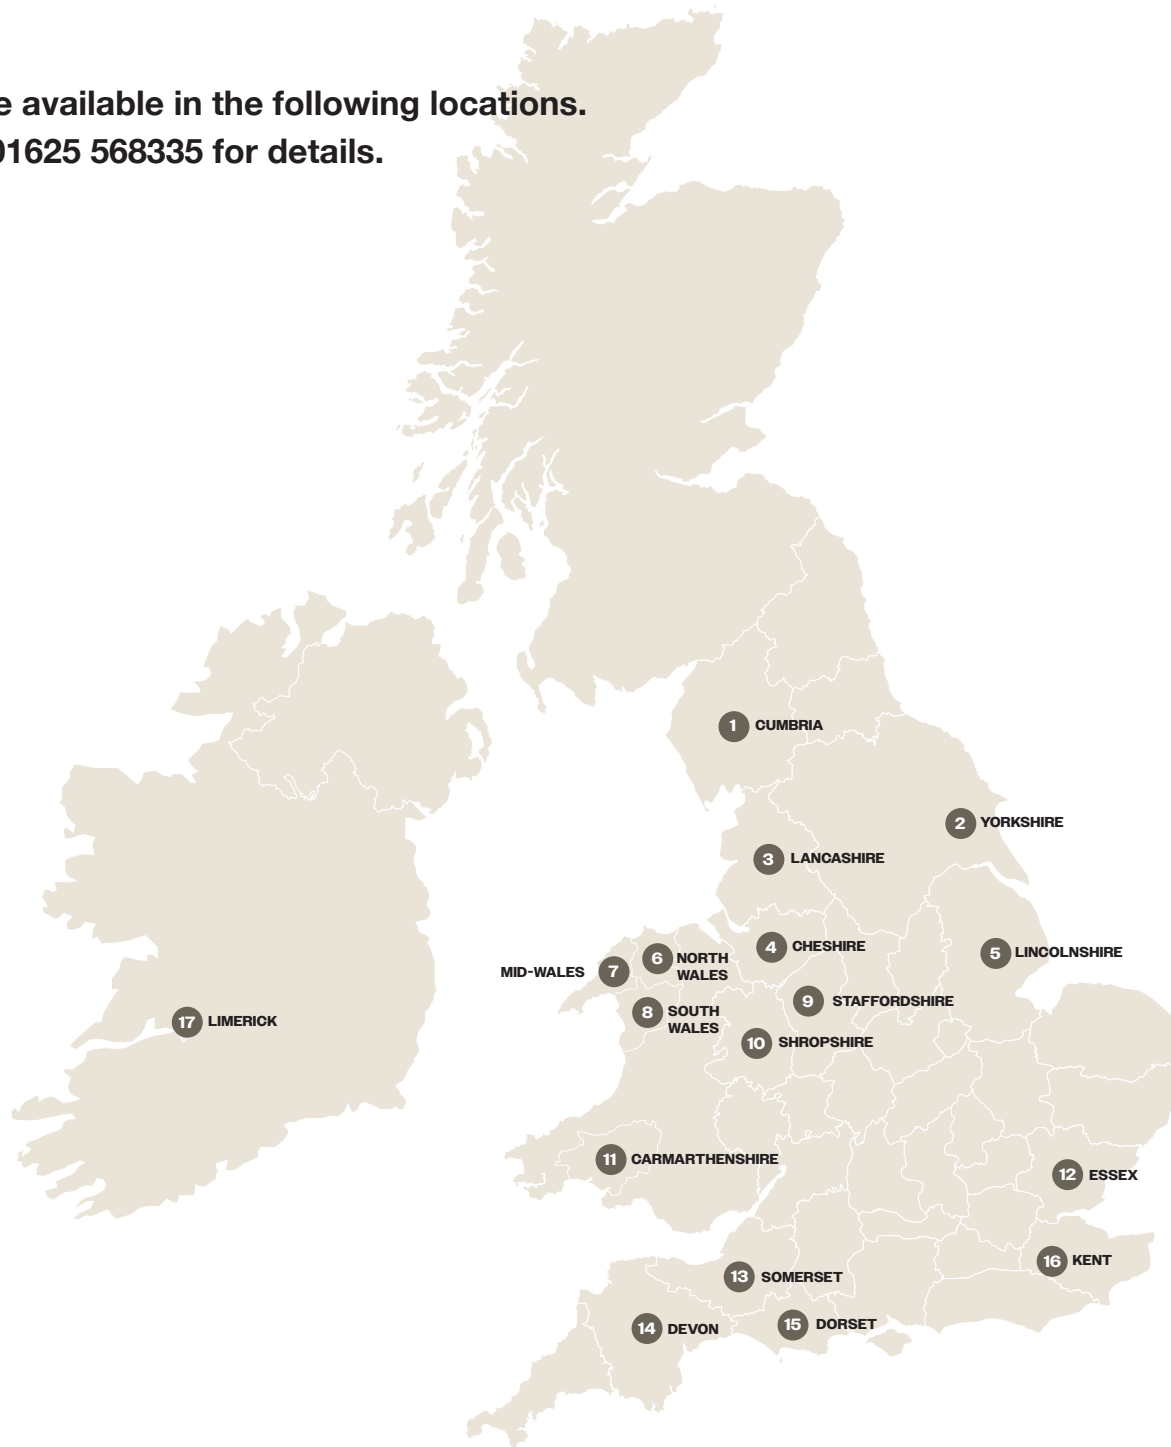 e available in the following locations.
01625 568335 for details.
1 CUMBRIA
2 YORKSHIRE
3 LANCASHIRE
4 CHESHIRE
5 LINCOLNSHIRE
6 NORTH
WALES
MID-WALES 7
8 SOUTH
WALES
9 STAFFORDSHIRE
10 SHROPSHIRE
17 LIMERICK
11 CARMARTHENSHIRE
12 ESSEX
16 KENT
13 SOMERSET
14 DEVON
15 DORSET